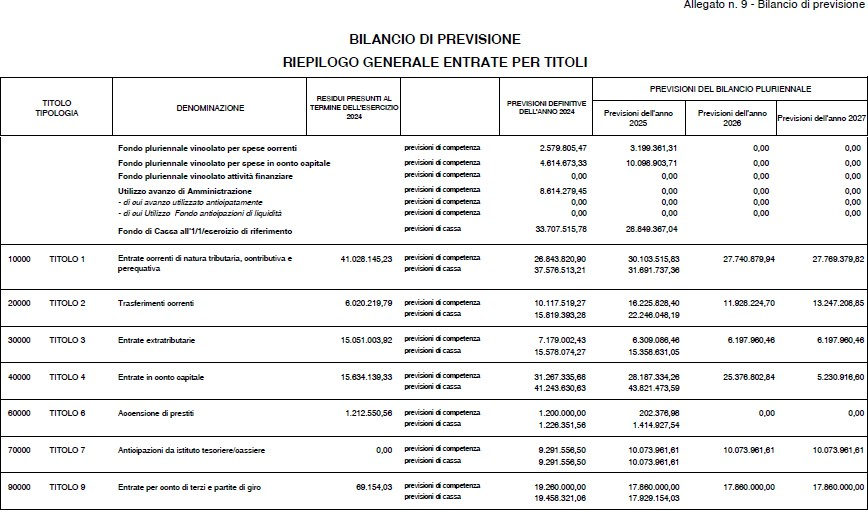 Allegato n. 9 - Bilancio di previsione
BILANCIO DI PREVISIONE
RIEPILOGO GENERALE ENTRATE PER TITOLI
TITOLO TIPOLOGIA DENOMINAZIONE RESIDUI PRESUNTI AL TERMINE DELL'ESERCIZIO 2024 PREVISIONI DEFINITIVE DELL'ANNO 2024 PREVISIONI DEL BILANCIO PLURIENNALE
Previsioni dell'anno 2025 Previsioni dell'anno 2026 Previsioni dell'anno 2027
Fondo pluriennale vincolato per spese correnti previsioni di competenza 2.579.805,47 3.199.361,31 0,00 0,00
Fondo pluriennale vincolato per spese in conto capitale previsioni di competenza 4.614.673,33 10.098.903,71 0,00 0,00
Fondo pluriennale vincolato attività finanziare previsioni di competenza 0,00 0,00 0,00 0,00
Utilizzo avanzo di Amministrazione previsioni di competenza 8.614.279,45 0,00 0,00 0,00
- di cui avanzo utilizzato anticipatamente previsioni di competenza 0,00 0,00 0,00 0,00
- di cui Utilizzo Fondo anticipazioni di liquidità previsioni di competenza 0,00 0,00 0,00 0,00
Fondo di Cassa all'1/1/esercizio di riferimento previsioni di cassa 33.707.515,78 28.849.367,04
10000 TITOLO 1 Entrate correnti di natura tributaria, contributiva e 41.028.145,23 previsioni di competenza 26.843.820,90 30.103.515,83 27.740.879,94 27.769.379,82
perequativa previsioni di cassa 37.576.513,21 31.691.737,36
20000 TITOLO 2 Trasferimenti correnti 6.020.219,79 previsioni di competenza 10.117.519,27 16.225.828,40 11.928.224,70 13.247.208,85
previsioni di cassa 15.819.393,28 22.246.048,19
30000 TITOLO 3 Entrate extratributarie 15.051.003,92 previsioni di competenza 7.179.002,43 6.309.086,46 6.197.960,46 6.197.960,46
previsioni di cassa 15.578.074,27 15.358.631,05
40000 TITOLO 4 Entrate in conto capitale 15.634.139,33 previsioni di competenza 31.267.335,68 28.187.334,26 25.376.802,84 5.230.916,60
previsioni di cassa 41.243.630,63 43.821.473,59
60000 TITOLO 6 Accensione di prestiti 1.212.550,56 previsioni di competenza 1.200.000,00 202.376,98 0,00 0,00
previsioni di cassa 1.226.351,56 1.414.927,54
70000 TITOLO 7 Anticipazioni da istituto tesoriere/cassiere 0,00 previsioni di competenza 9.291.556,50 10.073.961,61 10.073.961,61 10.073.961,61
previsioni di cassa 9.291.556,50 10.073.961,61
90000 TITOLO 9 Entrate per conto di terzi e partite di giro 69.154,03 previsioni di competenza 19.260.000,00 17.860.000,00 17.860.000,00 17.860.000,00
previsioni di cassa 19.458.321,06 17.929.154,03